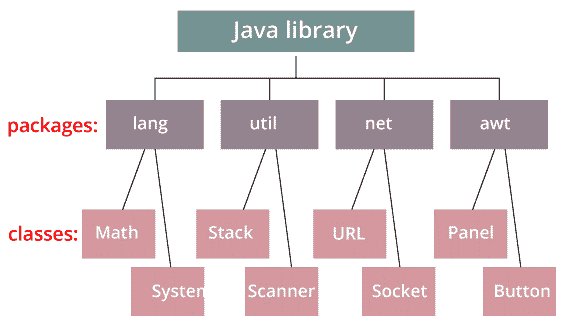 Java library
packages:
lang
util
net
awt
classes:
Math
Stack
URL
Panel
System
Scanner
Socket
Button